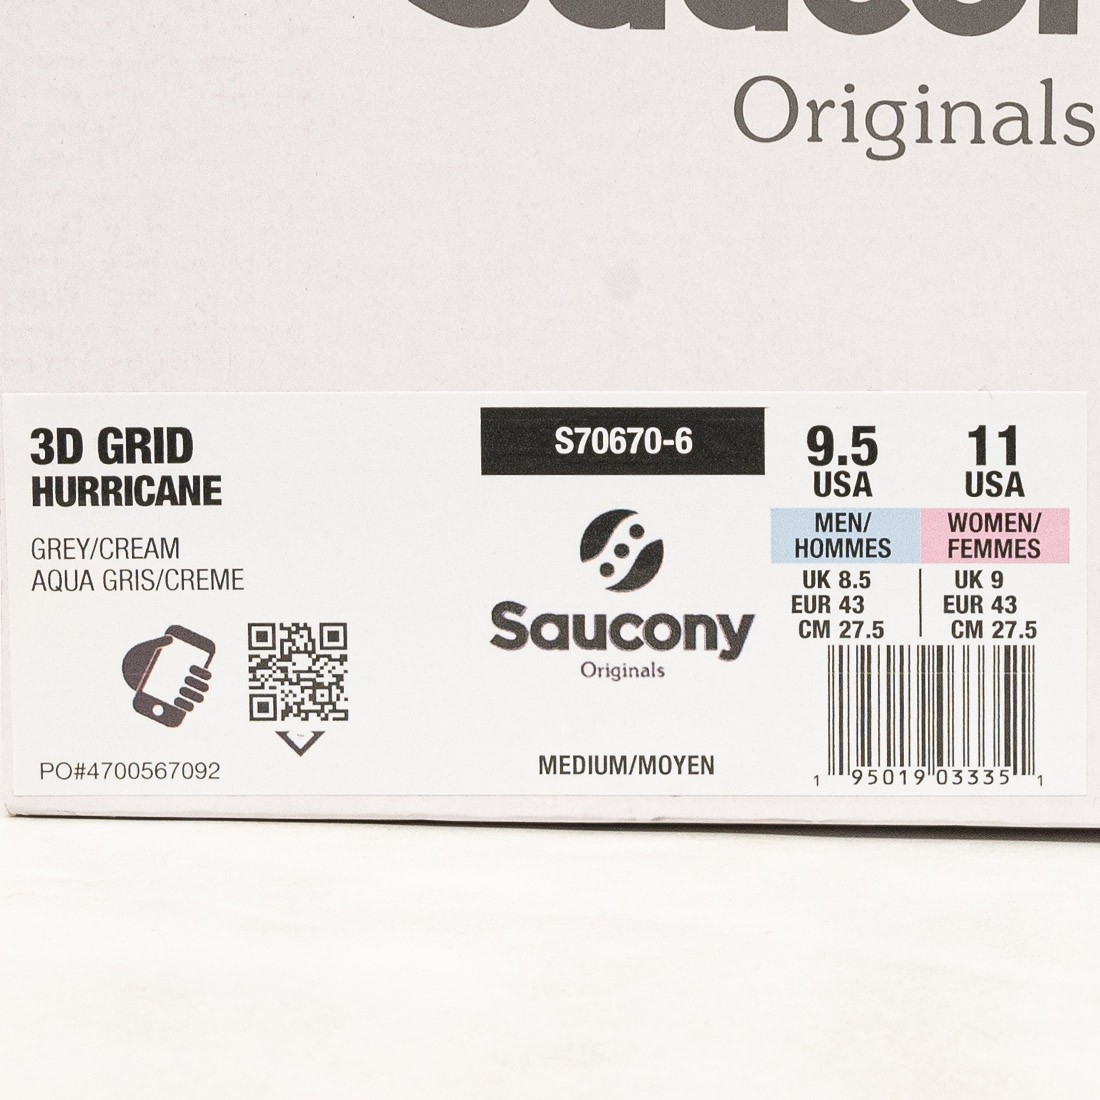 Saucony
Originals
3D GRID
HURRICANE
GREY/CREAM
AQUA GRIS/CREME
PO#4700567092
S70670-6
Saucony
Originals
MEDIUM/MOYEN
9.5 11
USA USA
MEN/ WOMEN/
HOMMES FEMMES
UK 8.5 UK 9
EUR 43 EUR 43
CM 27.5 CM 27.5
1 95019 03335 1